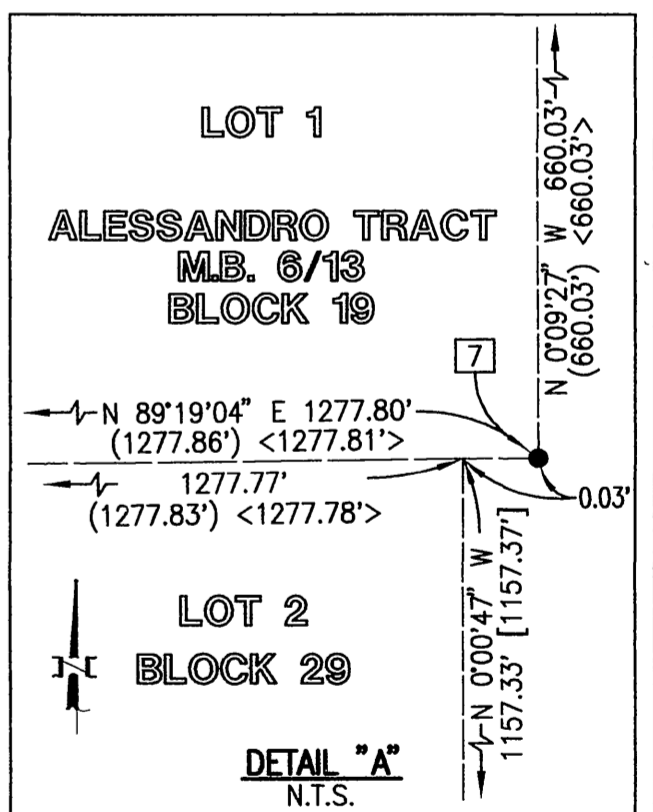 LOT 1
ALESSANDRO TRACT
M.B. 6/13
BLOCK 19
N 0°09'27" W 660.03'
(660.03') <660.03'>
7
N 89°19'04" E 1277.80'
(1277.86') <1277.81'>
1277.77'
(1277.83') <1277.78'>
0.03'
N 0°00'47" W
1157.33' [1157.37']
LOT 2
BLOCK 29
DETAIL "A"
N.T.S.